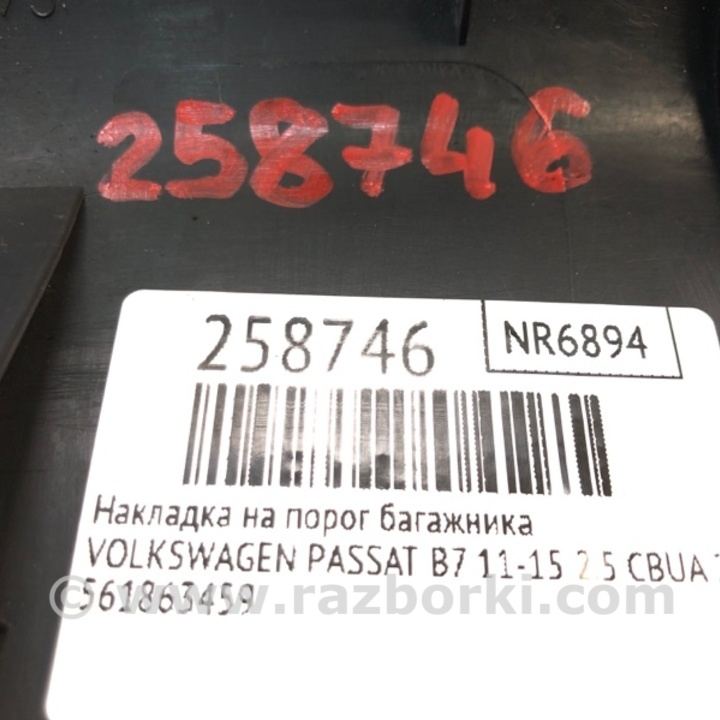 258746
258746
NR6894
Накладка на порог багажника
VOLKSWAGEN PASSAT B7 11-15 2.5 CBUA
561863459
© www.razborki.com